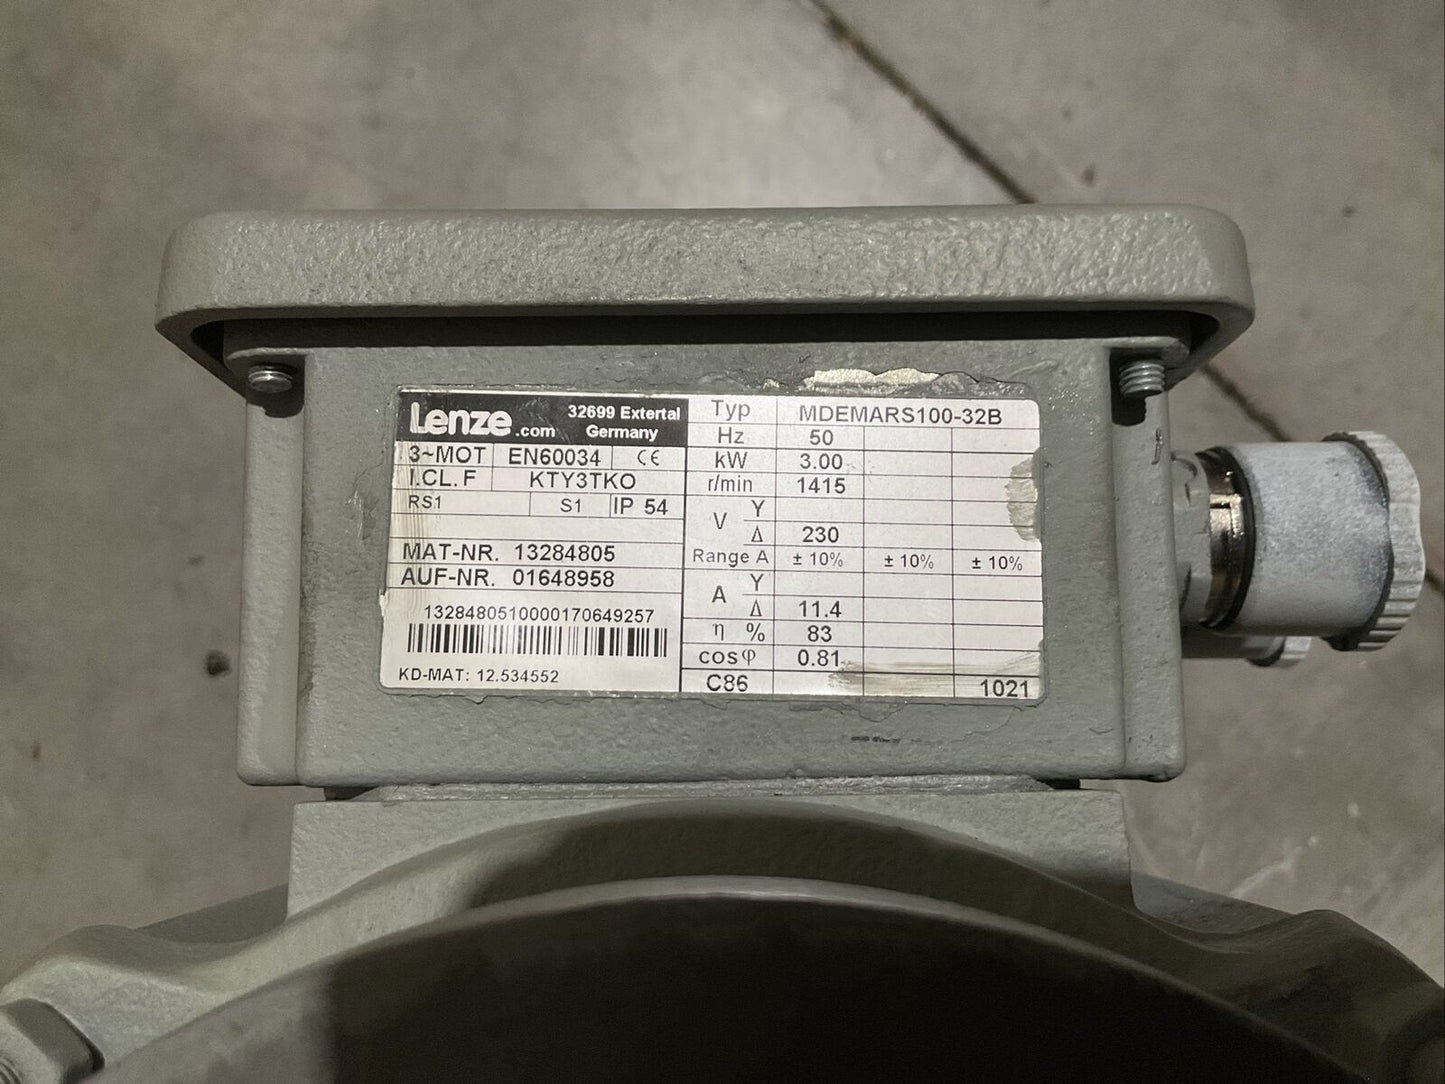 Lenze.com 32699 Extertal Germany
3~MOT EN60034 CE
I.CL.F KTY3TKO
RS1 S1 IP 54
MAT-NR. 13284805
AUF-NR. 01648958
1328480510000170649257
KD-MAT: 12.534552
Typ MDEMARS100-32B
Hz 50
kW 3.00
r/min 1415
V Y
Δ 230
Range A ± 10% ± 10% ± 10%
A Y
Δ 11.4
η % 83
cosφ 0.81
C86 1021